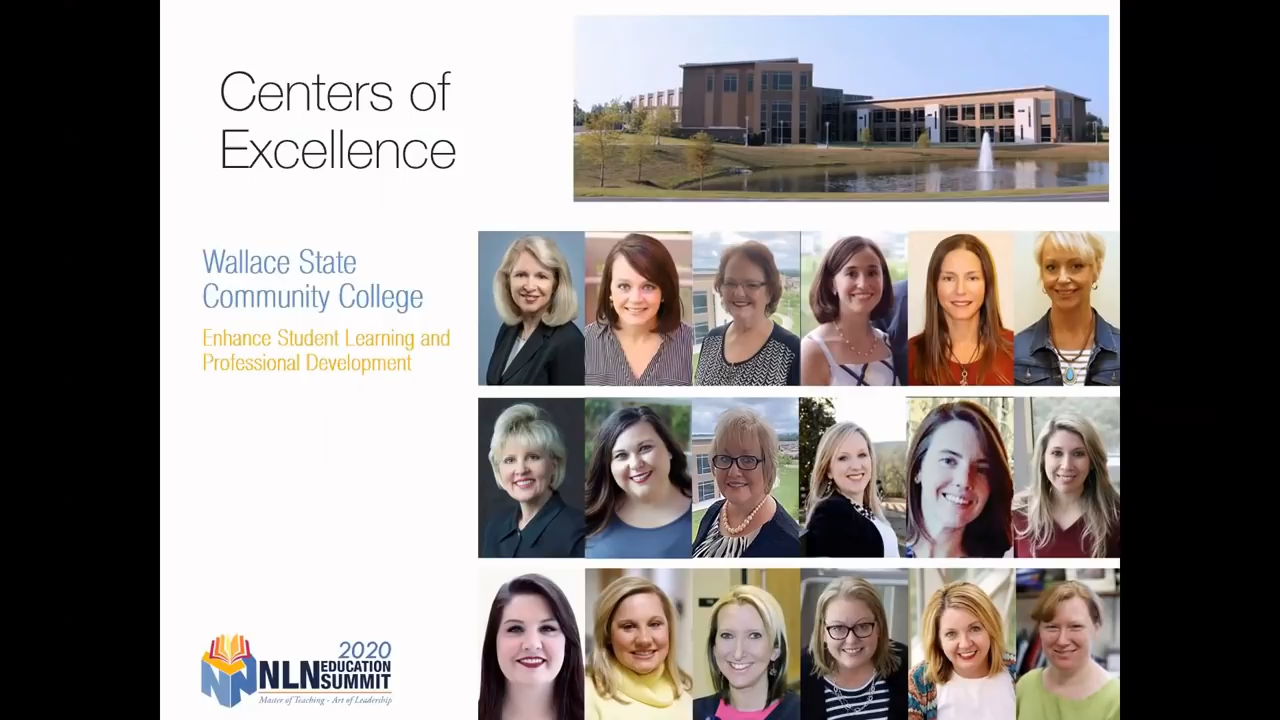 Centers of
Excellence
Wallace State
Community College
Enhance Student Learning and
Professional Development
2020
NLN EDUCATION
SUMMIT
Master of Teaching - Art of Leadership